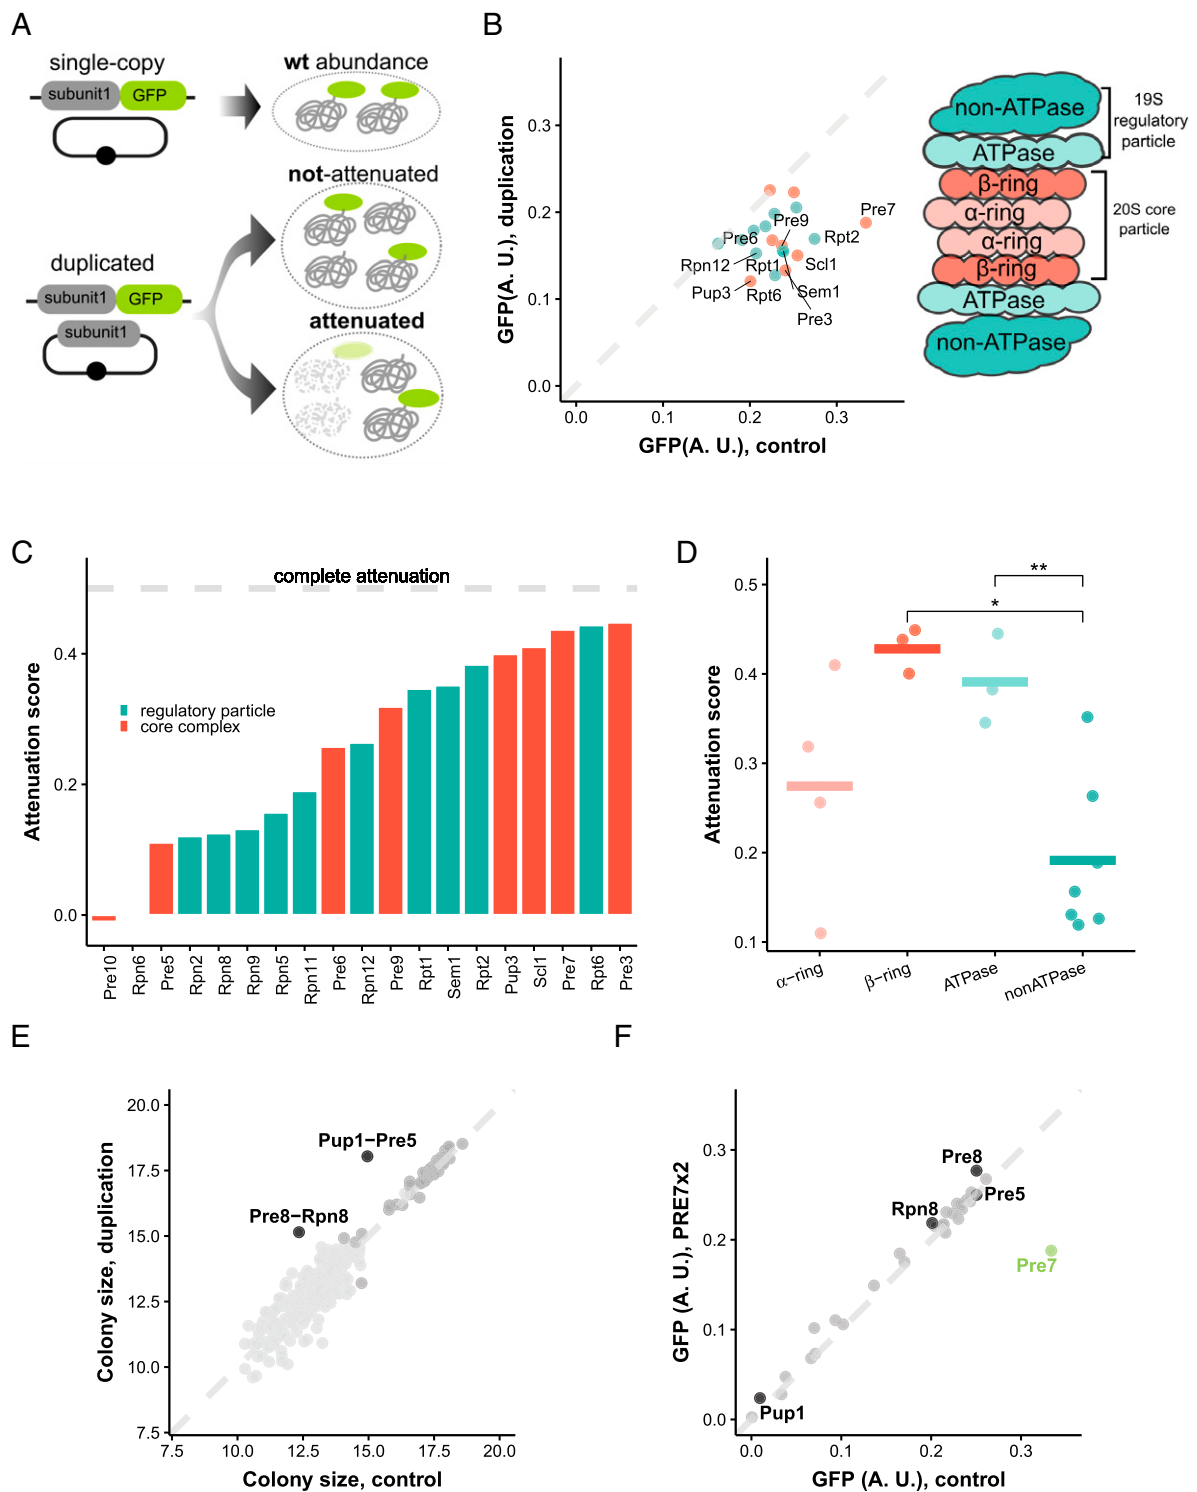 A
single-copy
subunit1
GFP
wt abundance
not-attenuated
duplicated
subunit1
GFP
subunit1
attenuated
B
GFP(A. U.), duplication
0.3
0.2
0.1
0.0
0.0
0.1
0.2
0.3
GFP(A. U.), control
Pre7
Pre9
Pre6
Rpt2
Rpn12
Rpt1
Scl1
Pup3
Rpt6
Sem1
Pre3
non-ATPase
ATPase
β-ring
α-ring
α-ring
β-ring
ATPase
non-ATPase
19S
regulatory
particle
20S core
particle
C
Attenuation score
complete attenuation
0.4
0.2
0.0
regulatory particle
core complex
Pre10
Rpn6
Pre5
Rpn2
Rpn8
Rpn9
Rpn5
Rpn11
Pre6
Rpn12
Pre9
Rpt1
Sem1
Rpt2
Pup3
Scl1
Pre7
Rpt6
Pre3
D
Attenuation score
0.5
0.4
0.3
0.2
0.1
**
*
α−ring
β−ring
ATPase
nonATPase
E
Colony size, duplication
20.0
17.5
15.0
12.5
10.0
7.5
Pup1−Pre5
Pre8−Rpn8
7.5
10.0
12.5
15.0
17.5
20.0
Colony size, control
F
GFP (A. U.), PRE7x2
0.3
0.2
0.1
0.0
Pre8
Pre5
Rpn8
Pre7
Pup1
0.0
0.1
0.2
0.3
GFP (A. U.), control